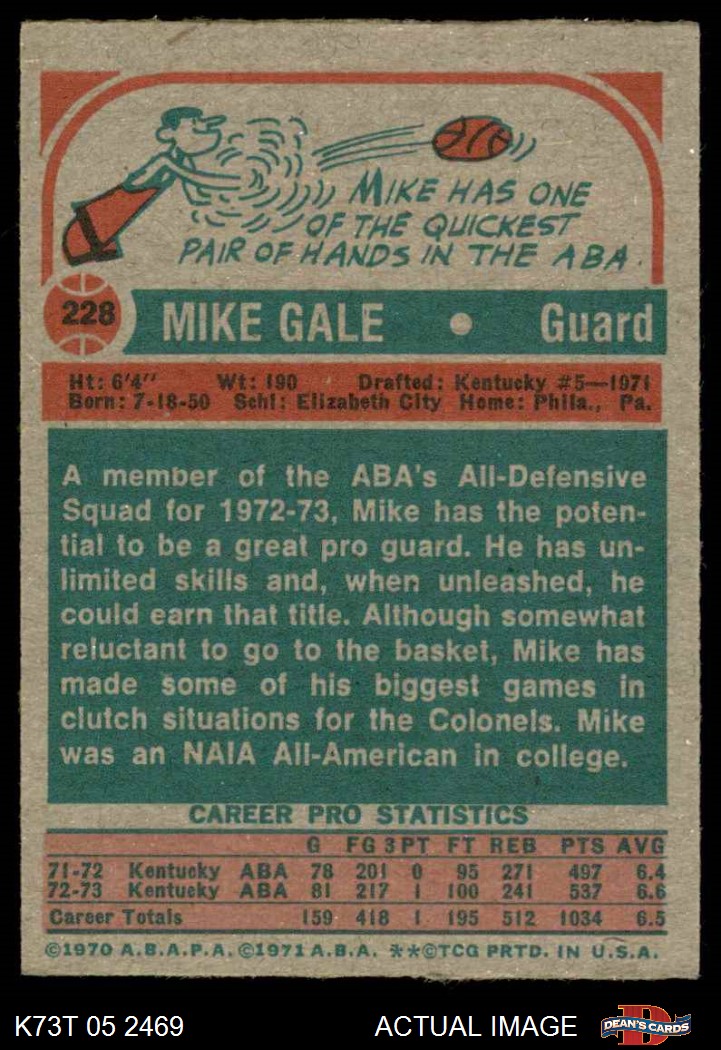 MIKE HAS ONE
OF THE QUICKEST
PAIR OF HANDS IN THE ABA.
228 MIKE GALE • Guard
Ht: 6'4" Wt: 190 Drafted: Kentucky #5—1971
Born: 7-18-50 Schl: Elizabeth City Home: Phila., Pa.
A member of the ABA's All-Defensive
Squad for 1972-73, Mike has the poten-
tial to be a great pro guard. He has un-
limited skills and, when unleashed, he
could earn that title. Although somewhat
reluctant to go to the basket, Mike has
made some of his biggest games in
clutch situations for the Colonels. Mike
was an NAIA All-American in college.
CAREER PRO STATISTICS
G FG 3PT FT REB PTS AVG
71-72 Kentucky ABA 78 201 0 95 271 497 6.4
72-73 Kentucky ABA 81 217 1 100 241 537 6.6
Career Totals 159 418 1 195 512 1034 6.5
©1970 A.B.A.P.A. ©1971 A.B.A. **©TCG PRTD. IN U.S.A.
K73T 05 2469 ACTUAL IMAGE DEAN'S CARDS